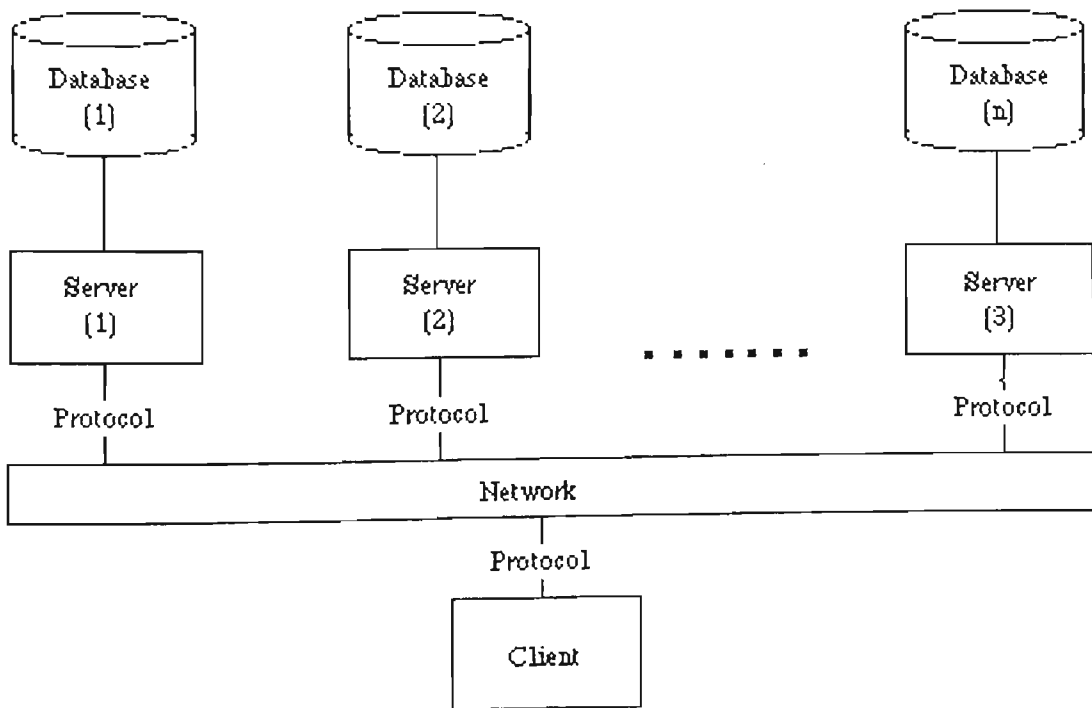 Database
(1)
Database
(2)
Database
(n)
Server
(1)
Server
(2)
Server
(3)
Protocol
Protocol
Protocol
Network
Protocol
Client